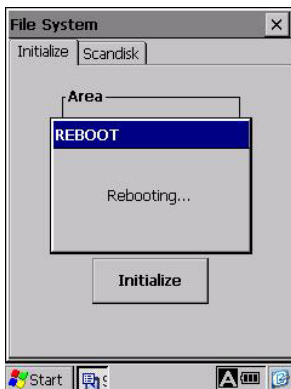 File System
Initialize Scandisk
Area
REBOOT
Rebooting...
Initialize
Start
A